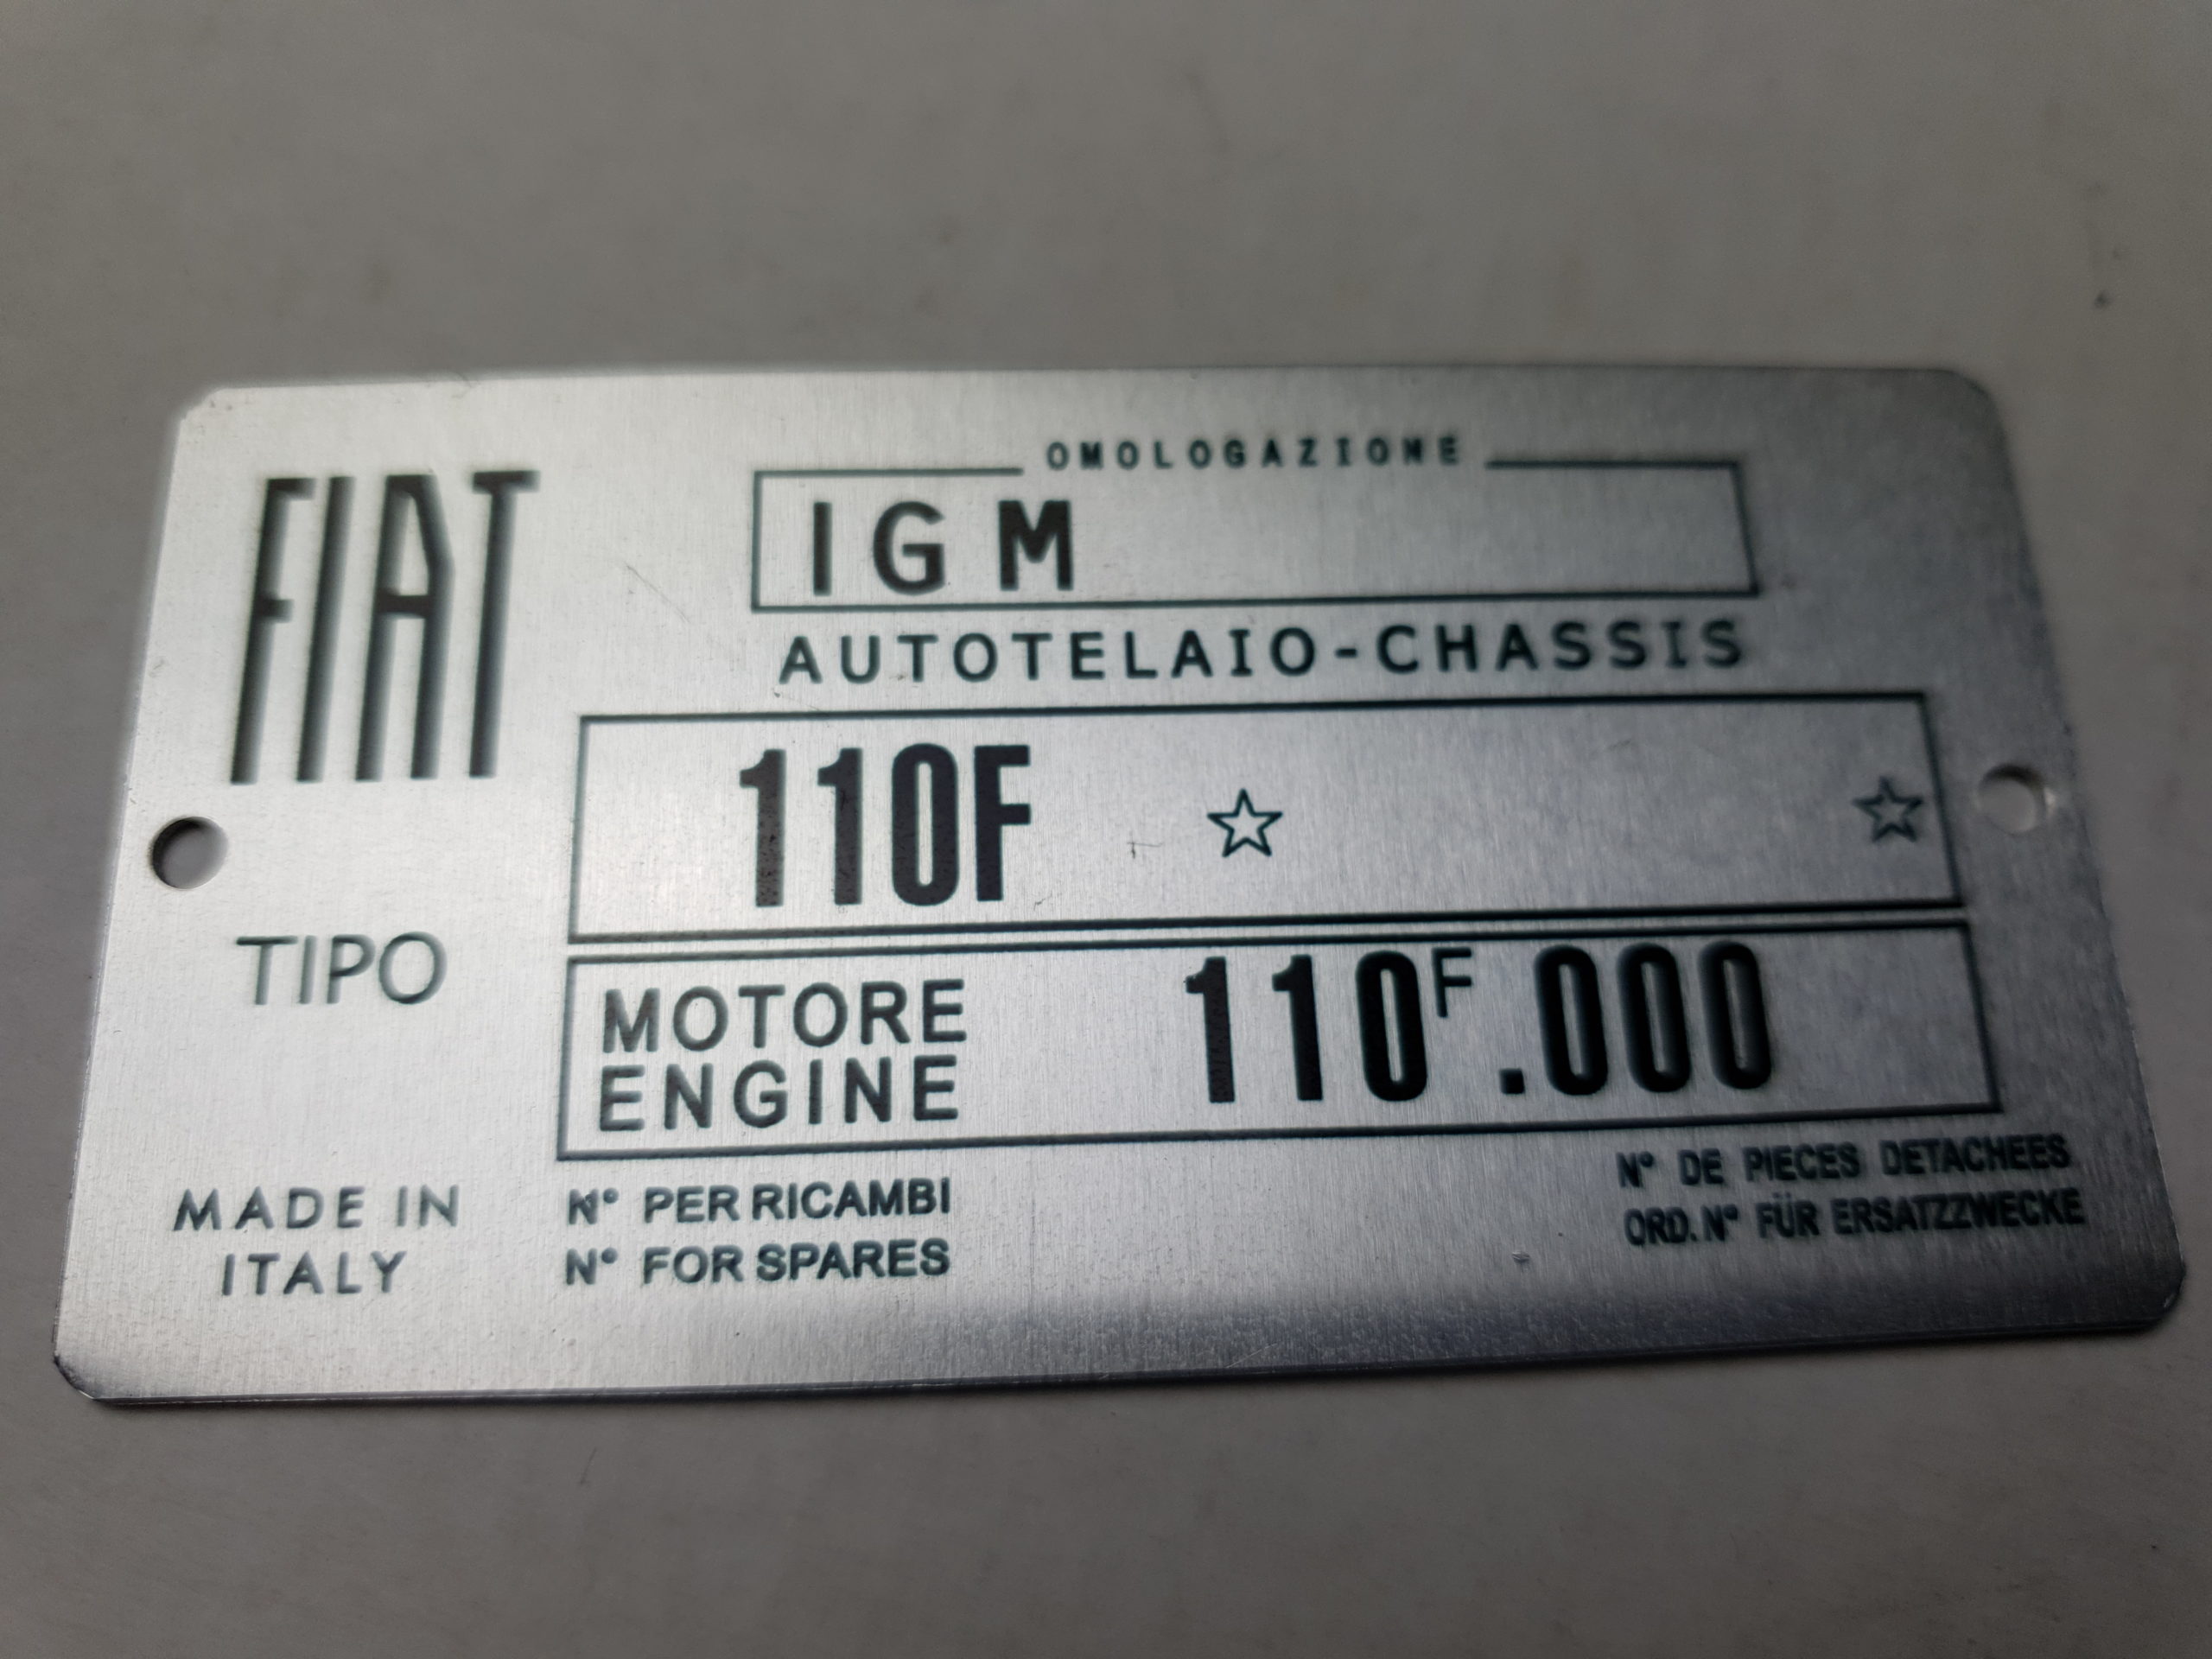 FIAT
OMOLOGAZIONE
IGM
AUTOTELAIO-CHASSIS
110F ☆ ☆
TIPO
MOTORE
ENGINE
110F.000
MADE IN
ITALY
N° PER RICAMBI
N° FOR SPARES
N° DE PIECES DETACHEES
ORD. N° FÜR ERSATZZWECKE